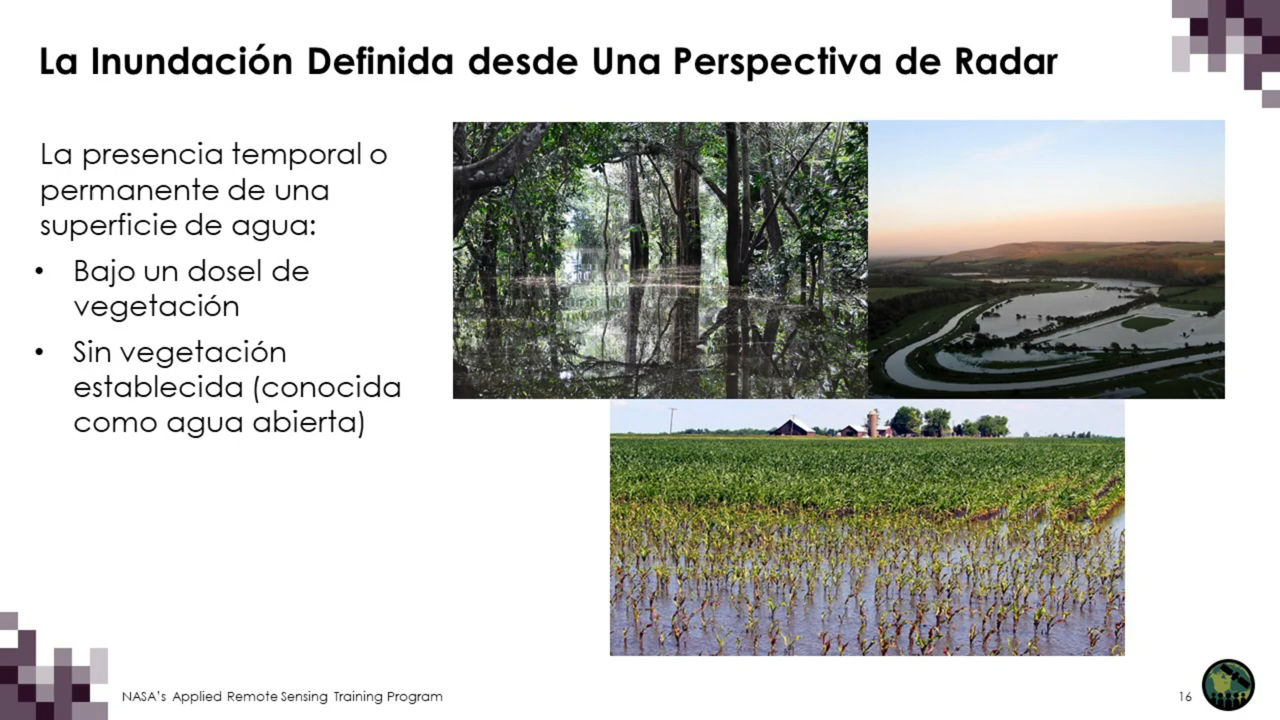 La Inundación Definida desde Una Perspectiva de Radar
La presencia temporal o
permanente de una
superficie de agua:
• Bajo un dosel de
vegetación
• Sin vegetación
establecida (conocida
como agua abierta)
NASA's Applied Remote Sensing Training Program
16